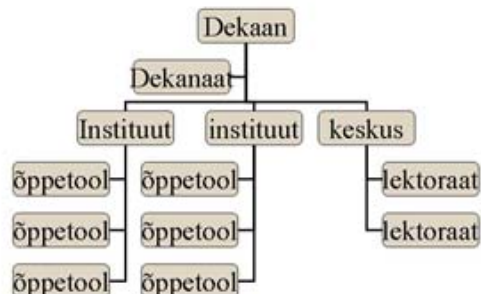 Dekaan
Dekanaat
Instituut instituut keskus
õppetool õppetool lektoraat
õppetool õppetool lektoraat
õppetool õppetool